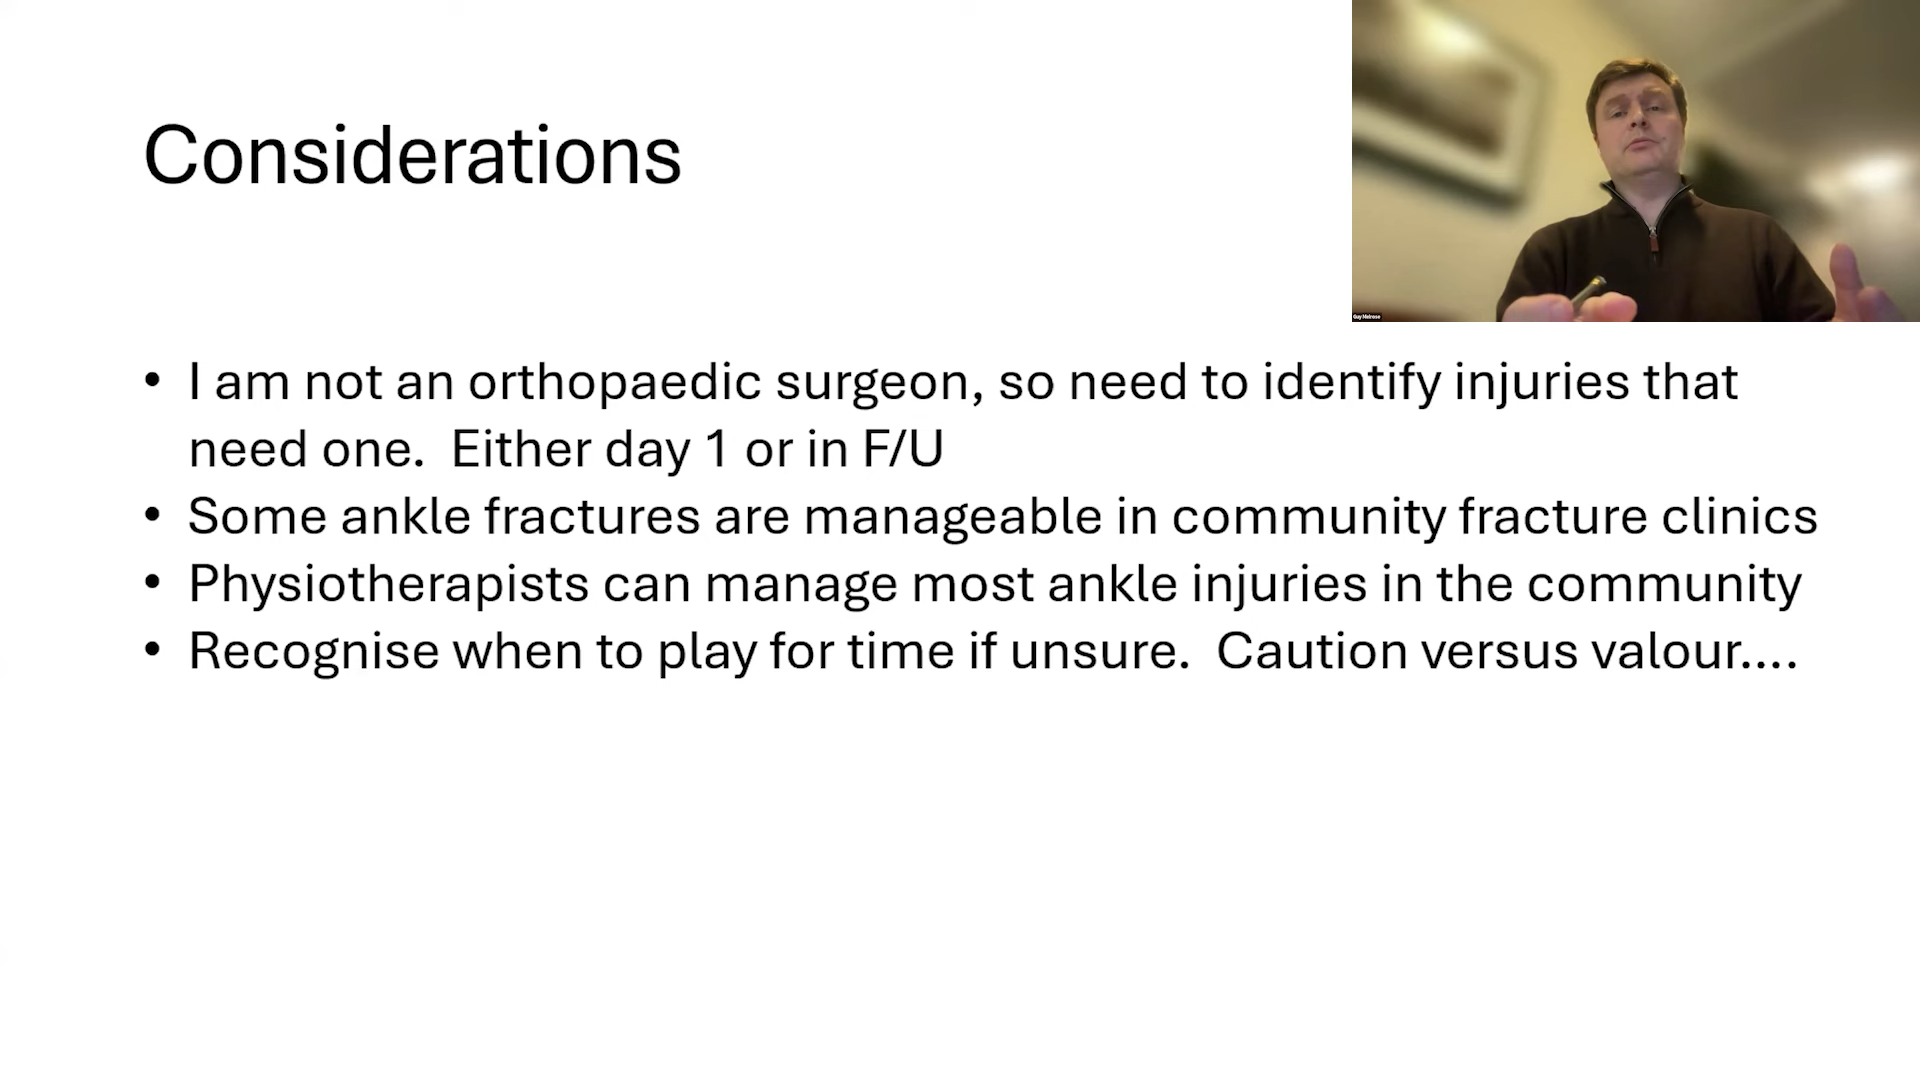 Considerations
• I am not an orthopaedic surgeon, so need to identify injuries that
need one.  Either day 1 or in F/U
• Some ankle fractures are manageable in community fracture clinics
• Physiotherapists can manage most ankle injuries in the community
• Recognise when to play for time if unsure.  Caution versus valour....
Guy Melrose